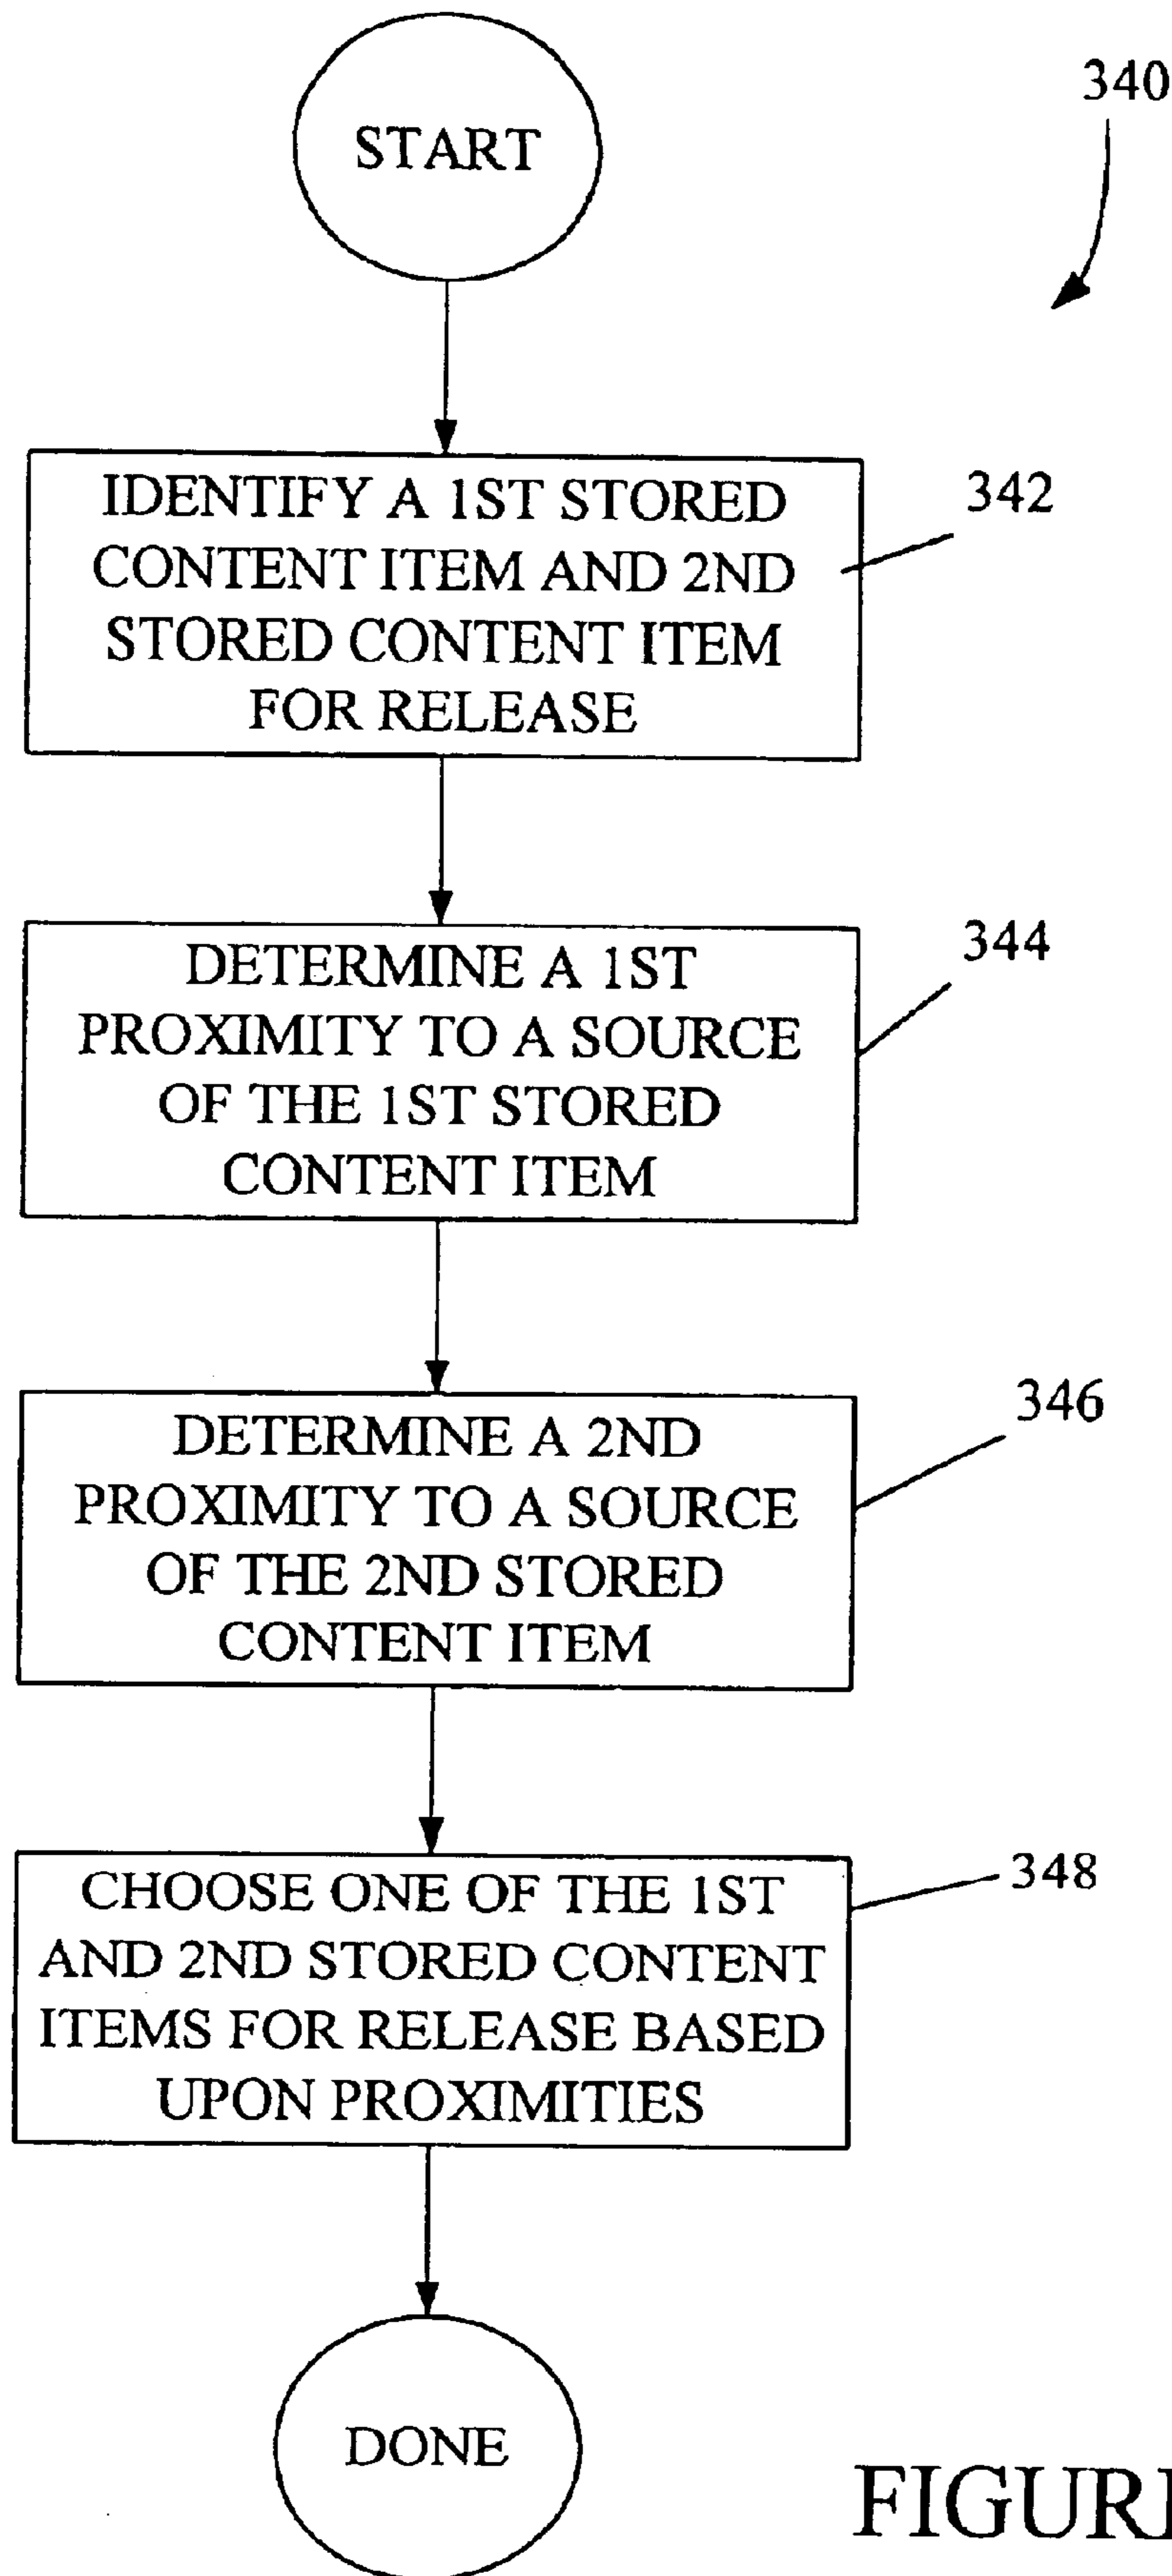 START
340
IDENTIFY A 1ST STORED
CONTENT ITEM AND 2ND
STORED CONTENT ITEM
FOR RELEASE
342
DETERMINE A 1ST
PROXIMITY TO A SOURCE
OF THE 1ST STORED
CONTENT ITEM
344
DETERMINE A 2ND
PROXIMITY TO A SOURCE
OF THE 2ND STORED
CONTENT ITEM
346
CHOOSE ONE OF THE 1ST
AND 2ND STORED CONTENT
ITEMS FOR RELEASE BASED
UPON PROXIMITIES
348
DONE
FIGURE